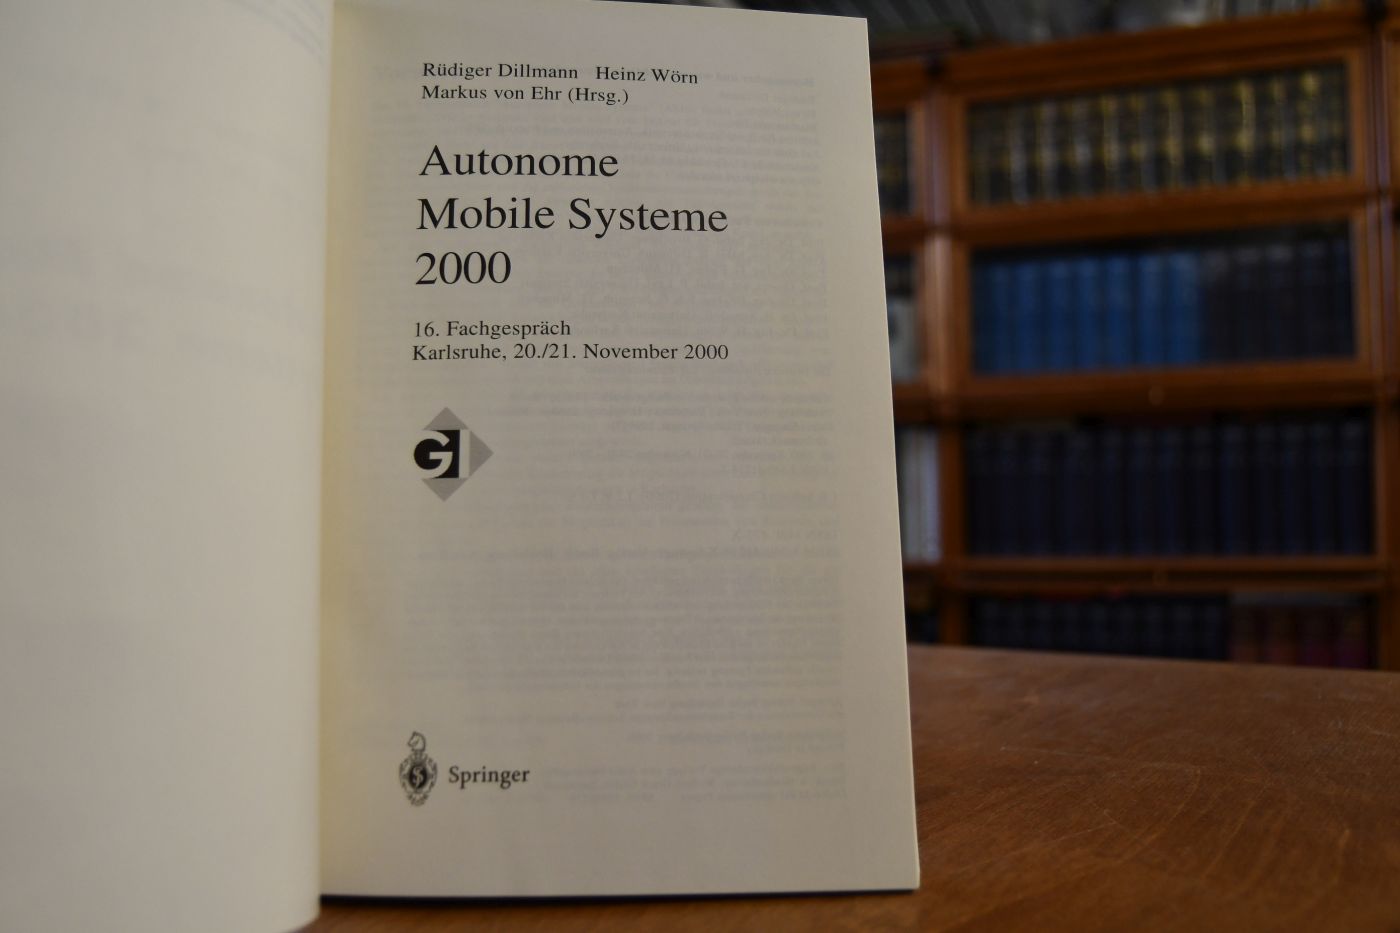 Rüdiger Dillmann Heinz Wörn
Markus von Ehr (Hrsg.)
Autonome
Mobile Systeme
2000
16. Fachgespräch
Karlsruhe, 20./21. November 2000
GI
Springer